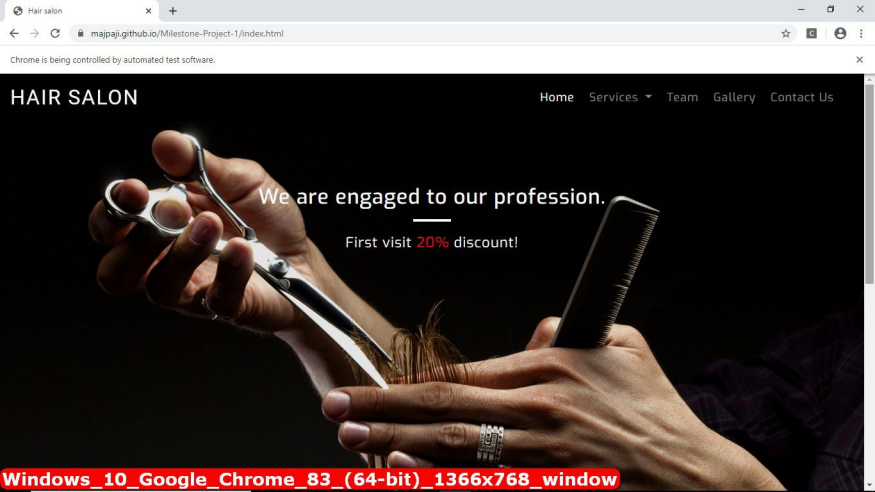 Hair salon
majpaji.github.io/Milestone-Project-1/index.html
Chrome is being controlled by automated test software.
HAIR SALON
Home Services Team Gallery Contact Us
We are engaged to our profession.
First visit 20% discount!
Windows_10_Google_Chrome_83_(64-bit)_1366x768_window